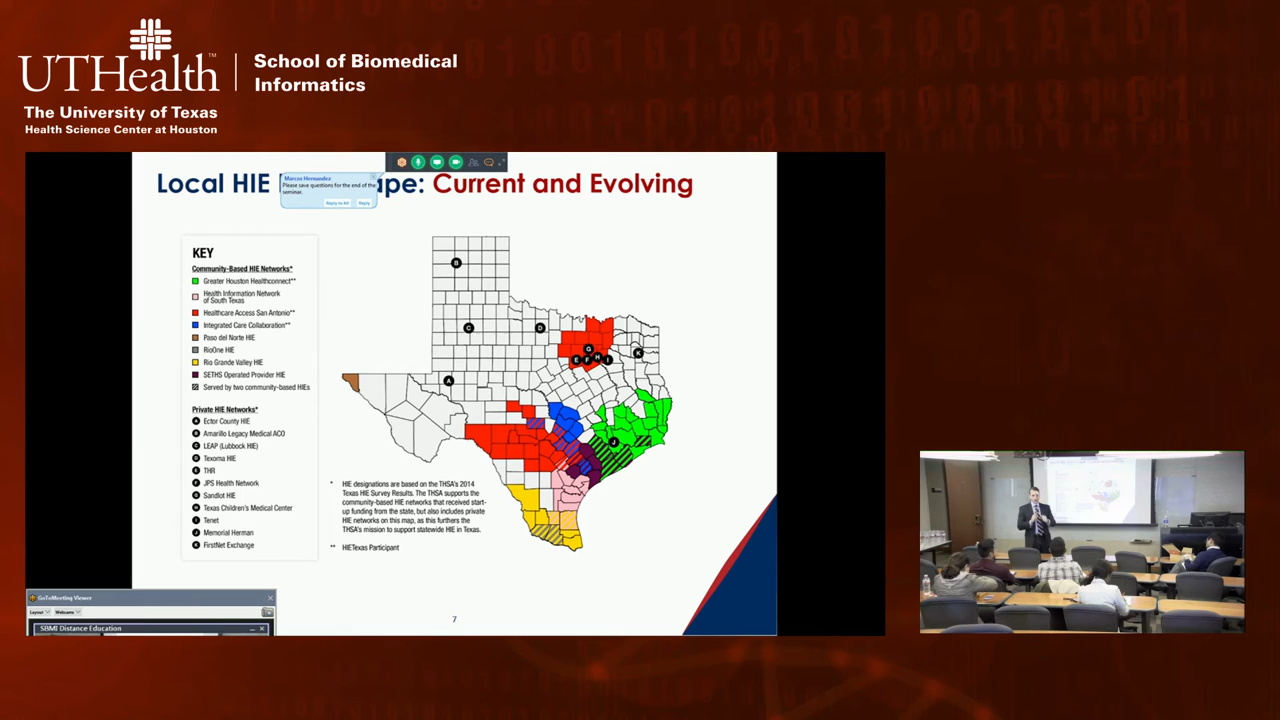 UTHealth™
School of Biomedical
Informatics
The University of Texas
Health Science Center at Houston
Local HIE pe: Current and Evolving
Marcos Hernandez
Please save questions for the end of the
seminar.
Reply to All Reply
KEY
Community-Based HIE Networks*
Greater Houston Healthconnect**
Health Information Network
of South Texas
Healthcare Access San Antonio**
Integrated Care Collaboration**
Paso del Norte HIE
RioOne HIE
Rio Grande Valley HIE
SETHS Operated Provider HIE
Served by two community-based HIEs
Private HIE Networks*
A Ector County HIE
B Amarillo Legacy Medical ACO
C LEAP (Lubbock HIE)
D Texoma HIE
E THR
F JPS Health Network
G Sandlot HIE
H Texas Children's Medical Center
I Tenet
J Memorial Herman
K FirstNet Exchange
B
C
D
G
E F H I
K
A
J
* HIE designations are based on the THSA's 2014
Texas HIE Survey Results. The THSA supports the
community-based HIE networks that received start-
up funding from the state, but also includes private
HIE networks on this map, as this furthers the
THSA's mission to support statewide HIE in Texas.
** HIETexas Participant
7
GoToMeeting Viewer
Layout Webcams
SBMI Distance Education